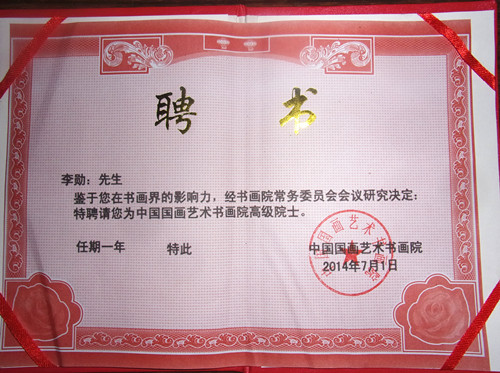 聘书
李勋：先生
鉴于您在书画界的影响力，经书画院常务委员会会议研究决定：
特聘请您为中国国画艺术书画院高级院士。
任期一年 特此
中国国画艺术书画院
2014年7月1日